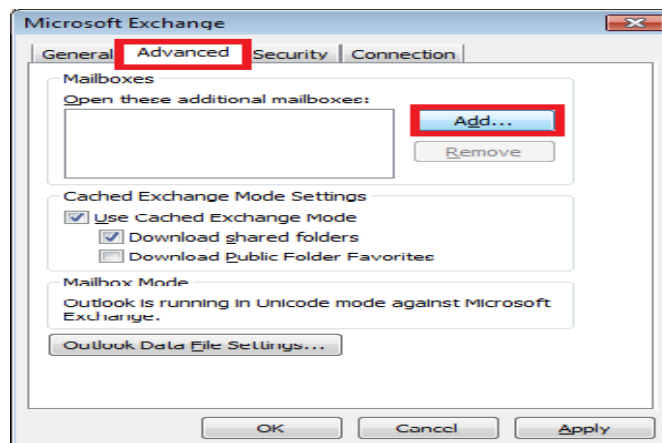 Microsoft Exchange
General Advanced Security Connection
Mailboxes
Open these additional mailboxes:
Add...
Remove
Cached Exchange Mode Settings
Use Cached Exchange Mode
Download shared folders
Download Public Folder Favorites
Mailbox Mode
Outlook is running in Unicode mode against Microsoft
Exchange.
Outlook Data File Settings...
OK Cancel Apply